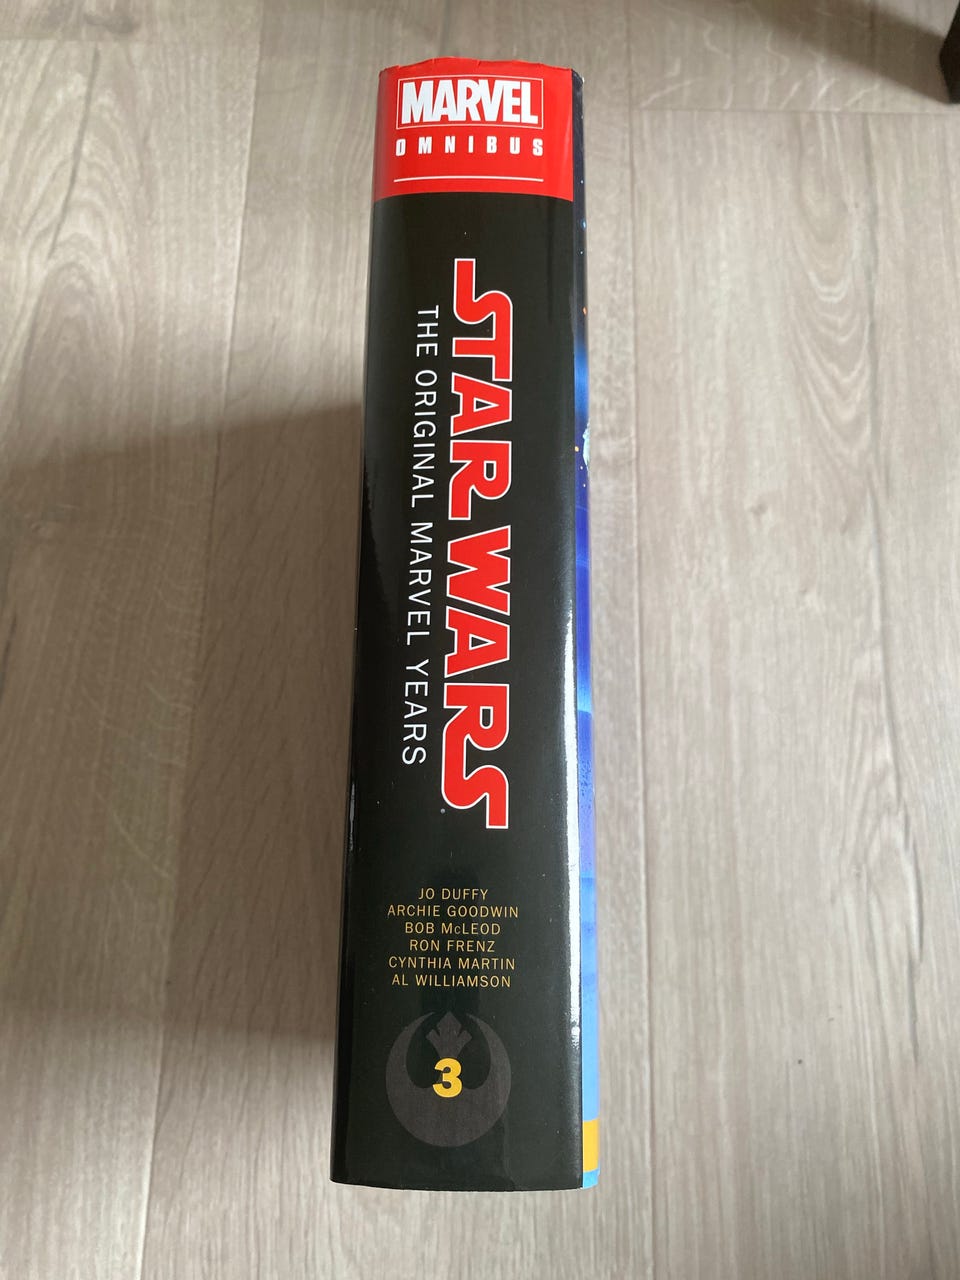 MARVEL
OMNIBUS
STAR WARS
THE ORIGINAL MARVEL YEARS
JO DUFFY
ARCHIE GOODWIN
BOB McLEOD
RON FRENZ
CYNTHIA MARTIN
AL WILLIAMSON
3